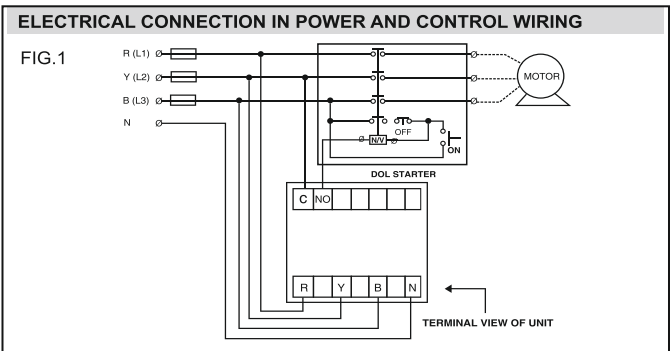 ELECTRICAL CONNECTION IN POWER AND CONTROL WIRING
FIG.1
R (L1)
Y (L2)
B (L3)
N
MOTOR
OFF
N/V
ON
DOL STARTER
C NO
R Y B N
TERMINAL VIEW OF UNIT